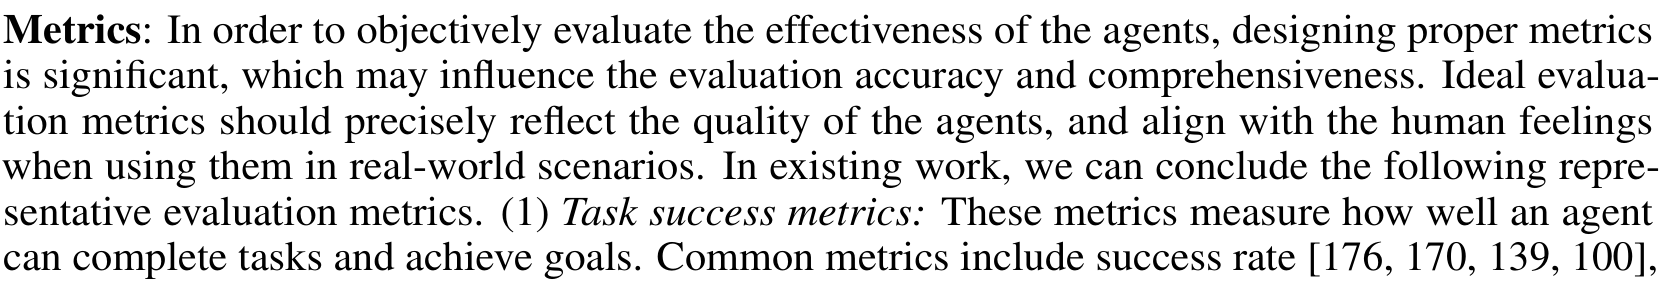 Metrics: In order to objectively evaluate the effectiveness of the agents, designing proper metrics
is significant, which may influence the evaluation accuracy and comprehensiveness. Ideal evalua-
tion metrics should precisely reflect the quality of the agents, and align with the human feelings
when using them in real-world scenarios. In existing work, we can conclude the following repre-
sentative evaluation metrics. (1) Task success metrics: These metrics measure how well an agent
can complete tasks and achieve goals. Common metrics include success rate [176, 170, 139, 100],